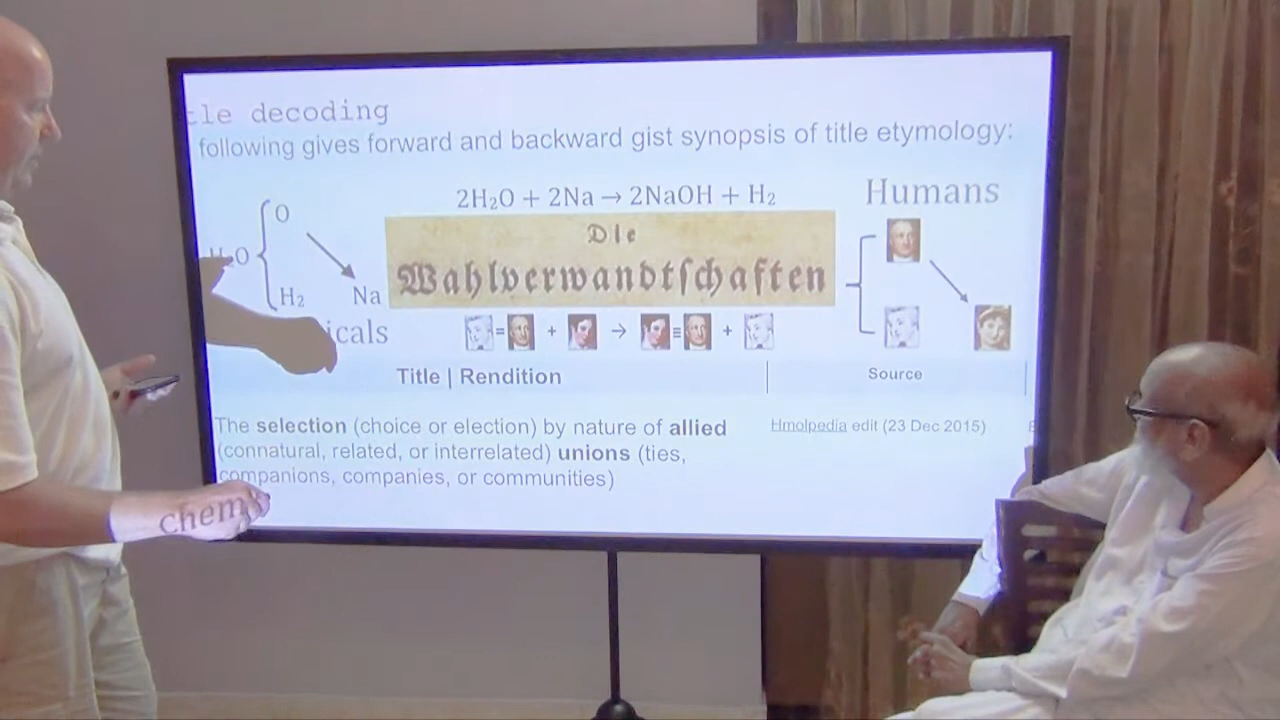 tle decoding
following gives forward and backward gist synopsis of title etymology:
2H₂O + 2Na → 2NaOH + H₂
Humans
O
H₂O
H₂
Na
Die
Wahlverwandtſchaften
= + → ≡ +
icals
Title | Rendition
Source
The selection (choice or election) by nature of allied
(connatural, related, or interrelated) unions (ties,
companions, companies, or communities)
Hmolpedia edit (23 Dec 2015)
chem